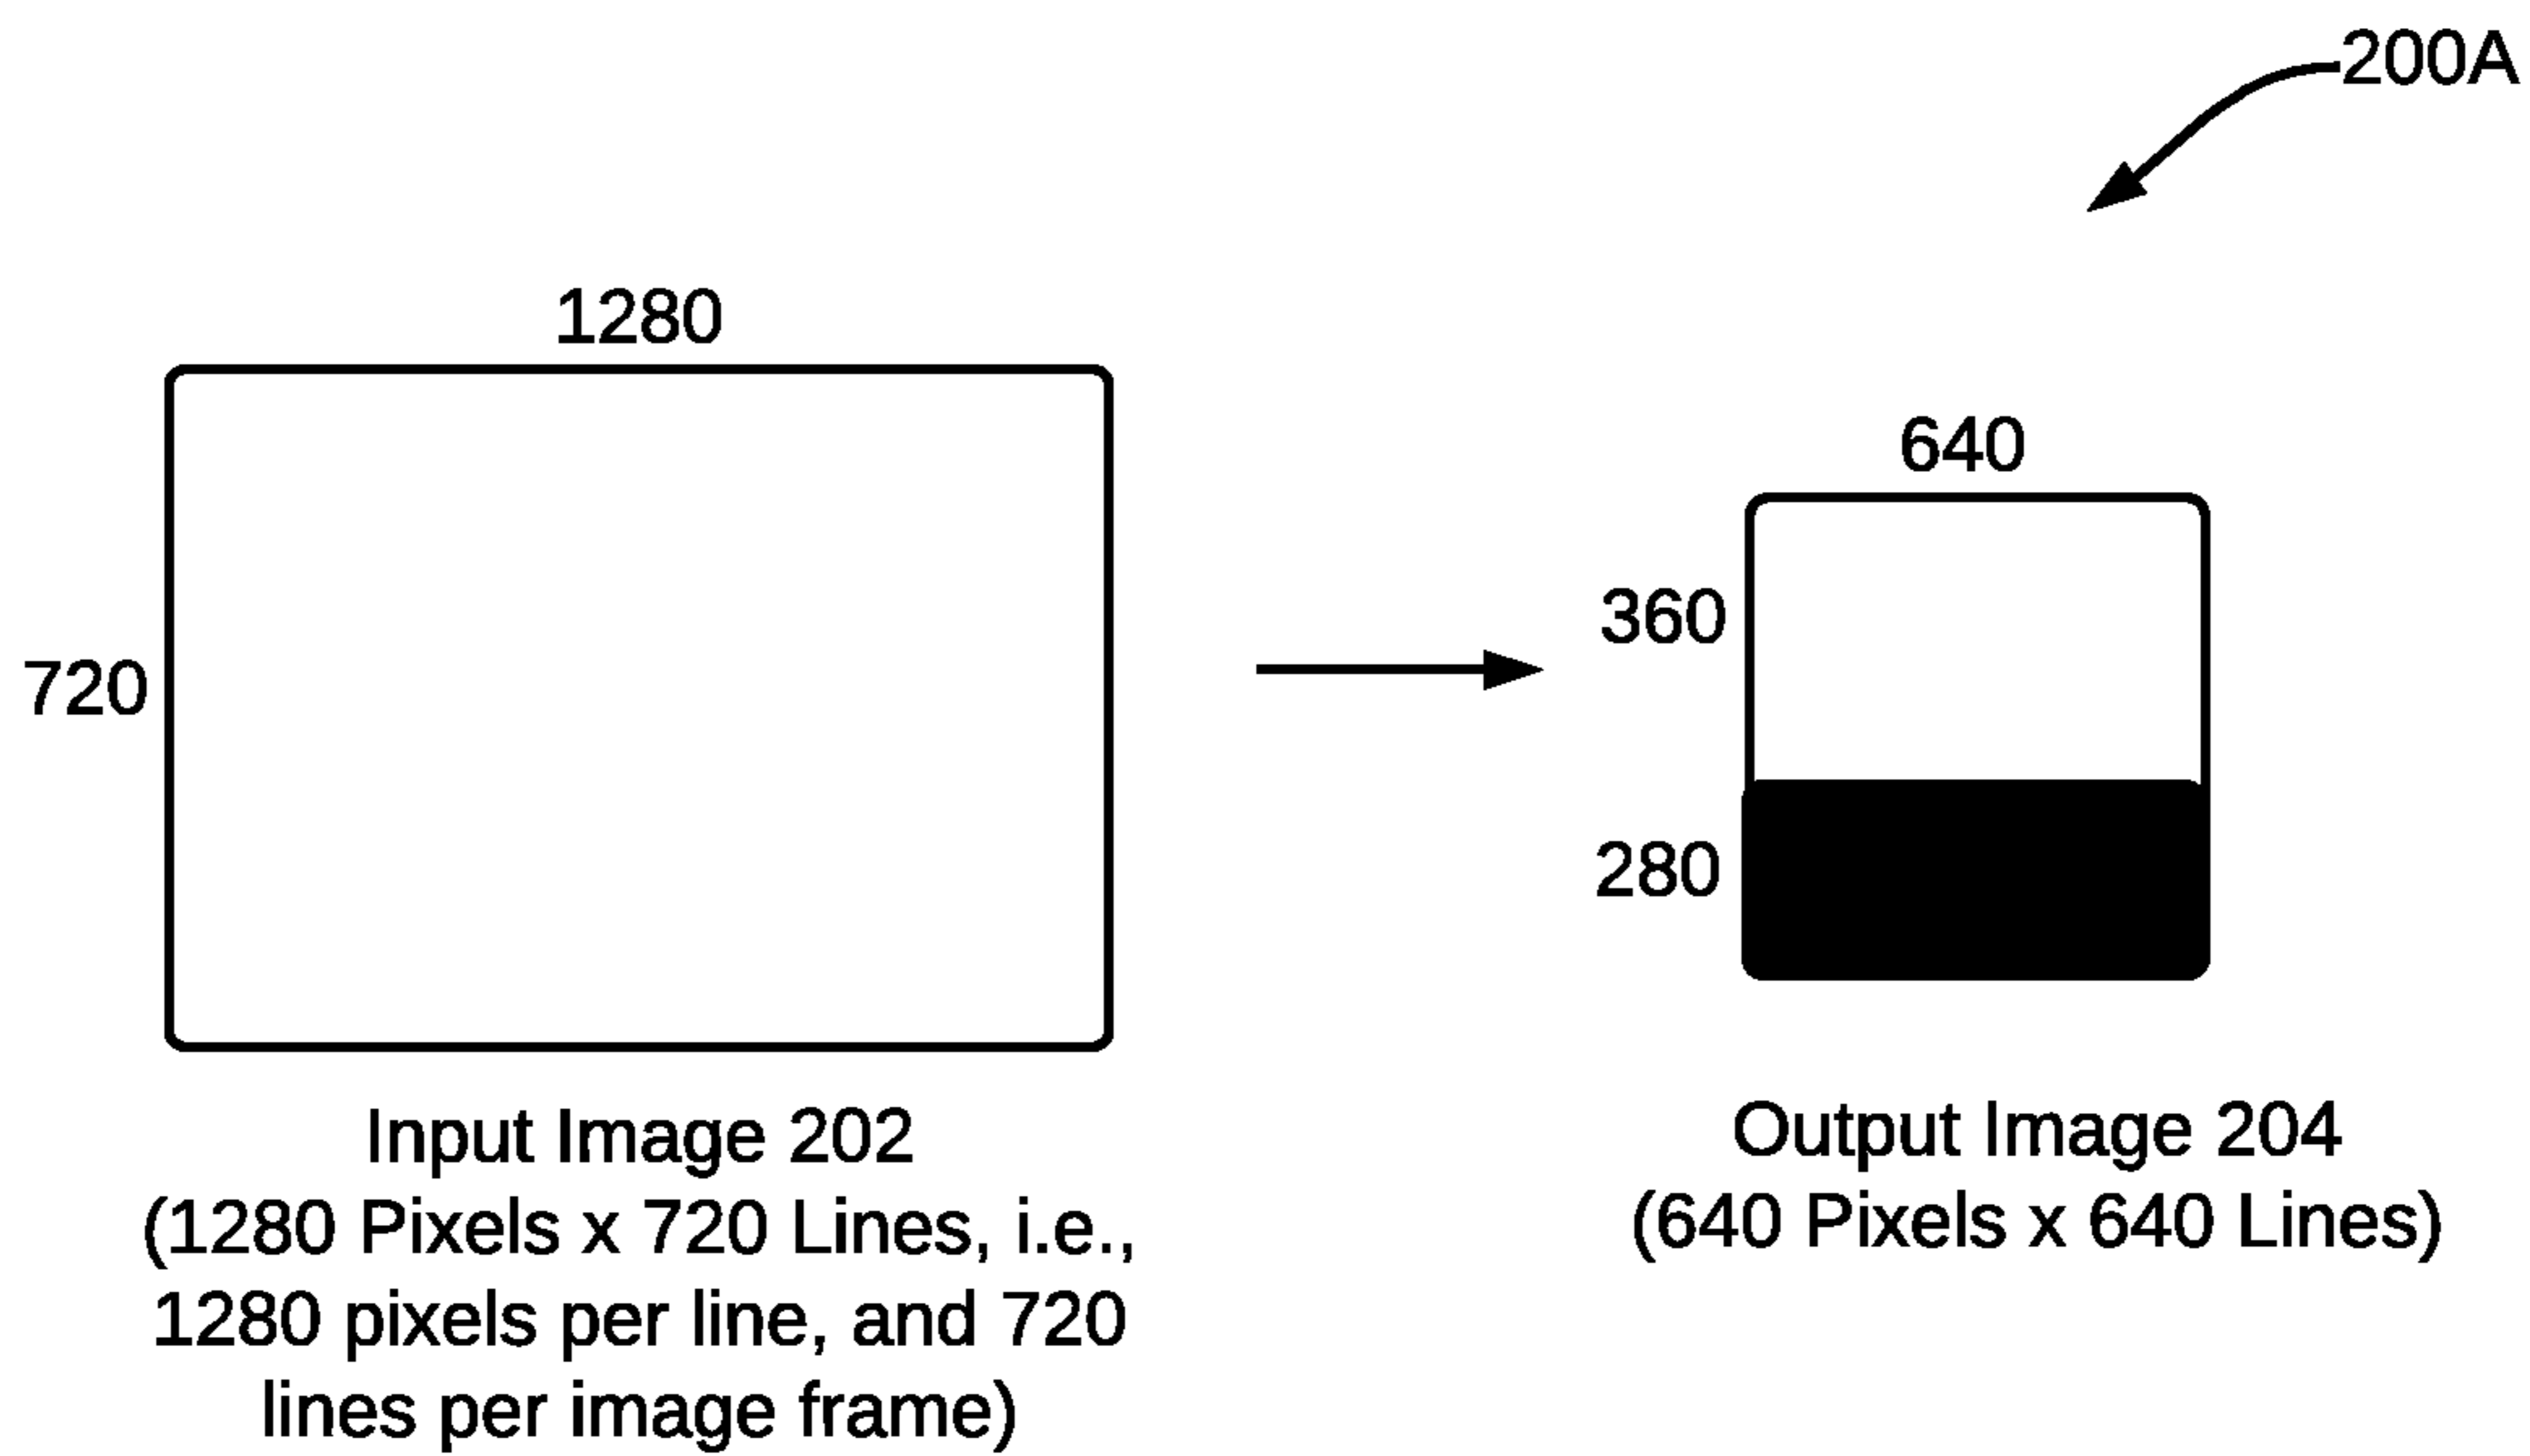 200A
1280
720
640
360
280
Input Image 202
(1280 Pixels x 720 Lines, i.e.,
1280 pixels per line, and 720
lines per image frame)
Output Image 204
(640 Pixels x 640 Lines)